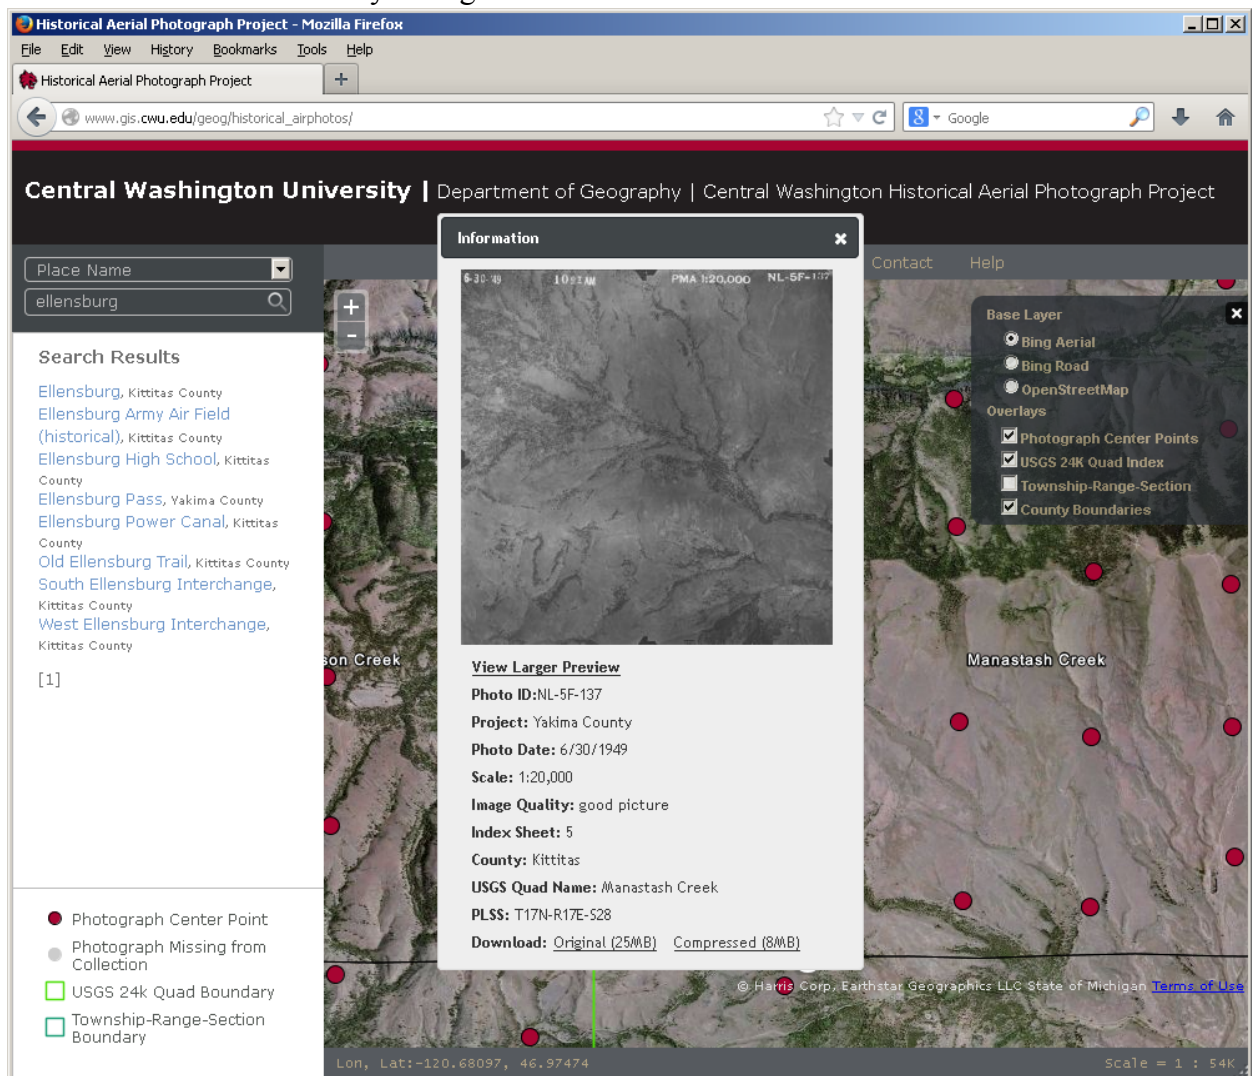 Historical Aerial Photograph Project - Mozilla Firefox
File Edit View History Bookmarks Tools Help
Historical Aerial Photograph Project
www.gis.cwu.edu/geog/historical_airphotos/
Google
Central Washington University | Department of Geography | Central Washington Historical Aerial Photograph Project
Place Name
ellensburg
Search Results
Ellensburg, Kittitas County
Ellensburg Army Air Field
(historical), Kittitas County
Ellensburg High School, Kittitas
County
Ellensburg Pass, Yakima County
Ellensburg Power Canal, Kittitas
County
Old Ellensburg Trail, Kittitas County
South Ellensburg Interchange,
Kittitas County
West Ellensburg Interchange,
Kittitas County
[1]
Photograph Center Point
Photograph Missing from
Collection
USGS 24k Quad Boundary
Township-Range-Section
Boundary
Contact Help
Information
6-30-49 PMA 1:20,000 NL-5F-137
View Larger Preview
Photo ID:NL-5F-137
Project: Yakima County
Photo Date: 6/30/1949
Scale: 1:20,000
Image Quality: good picture
Index Sheet: 5
County: Kittitas
USGS Quad Name: Manastash Creek
PLSS: T17N-R17E-S28
Download: Original (25MB) Compressed (8MB)
Base Layer
Bing Aerial
Bing Road
OpenStreetMap
Overlays
Photograph Center Points
USGS 24K Quad Index
Township-Range-Section
County Boundaries
son Creek
Manastash Creek
© Harris Corp, Earthstar Geographics LLC State of Michigan Terms of Use
Lon, Lat:-120.68097, 46.97474
Scale = 1 : 54K